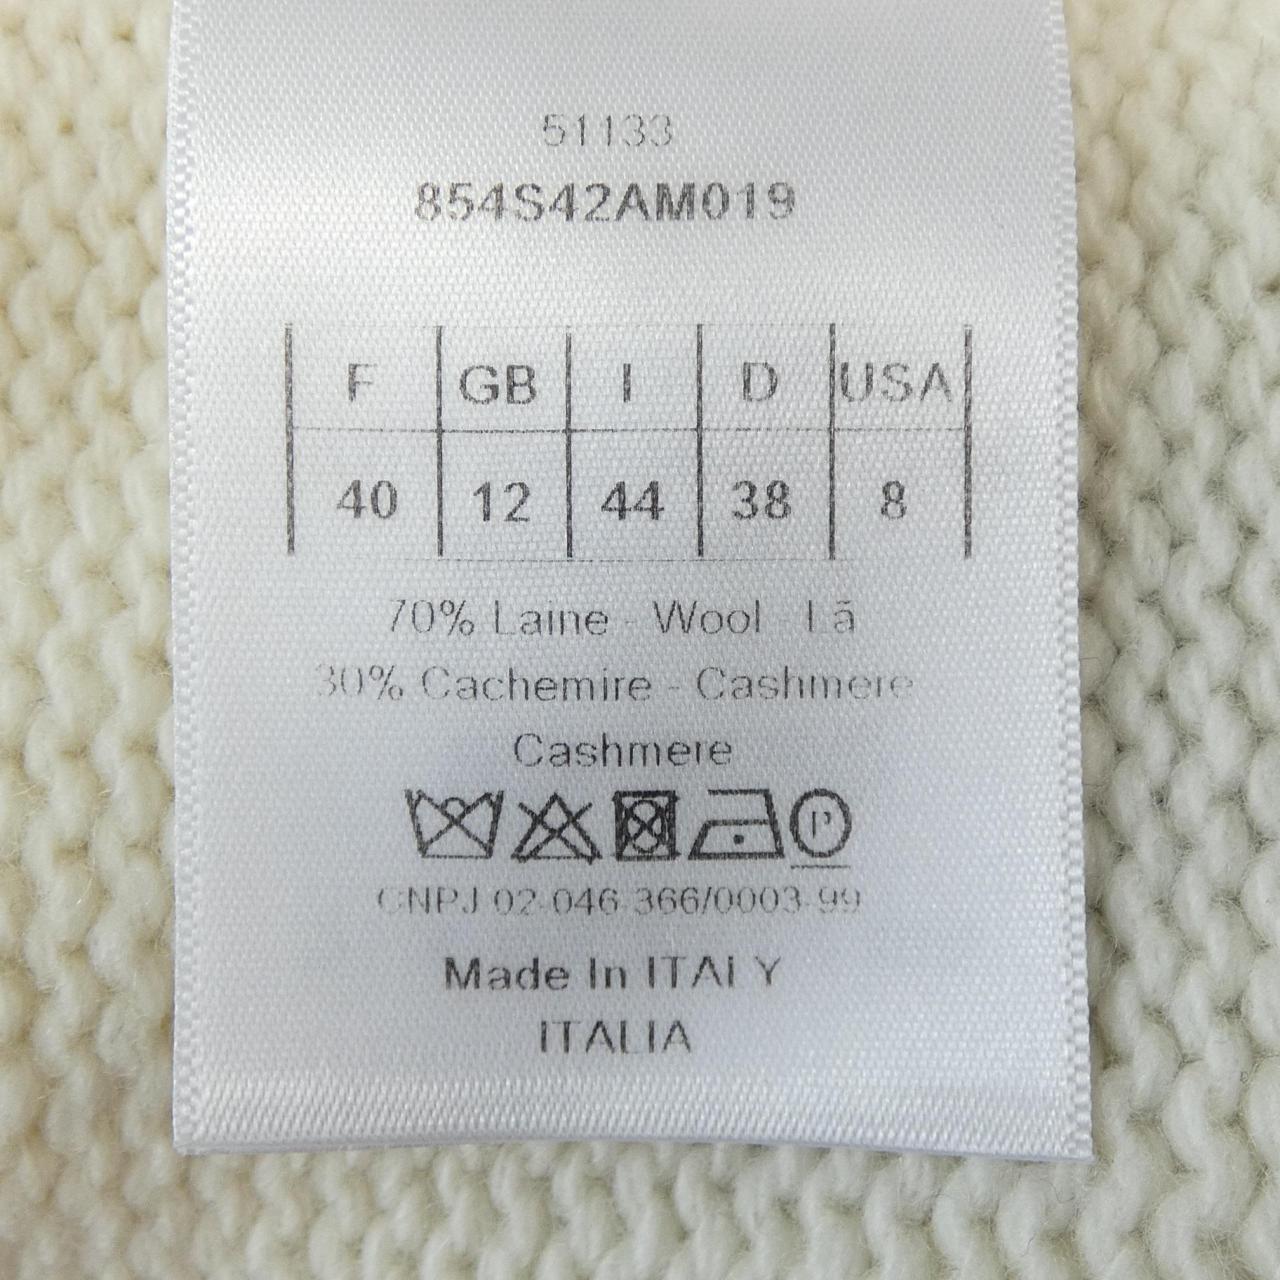 51133
854S42AM019
F GB I D USA
40 12 44 38 8
70% Laine - Wool - Lã
30% Cachemire - Cashmere
Cashmere
P
CNPJ 02.046.366/0003-99
Made In ITALY
ITALIA